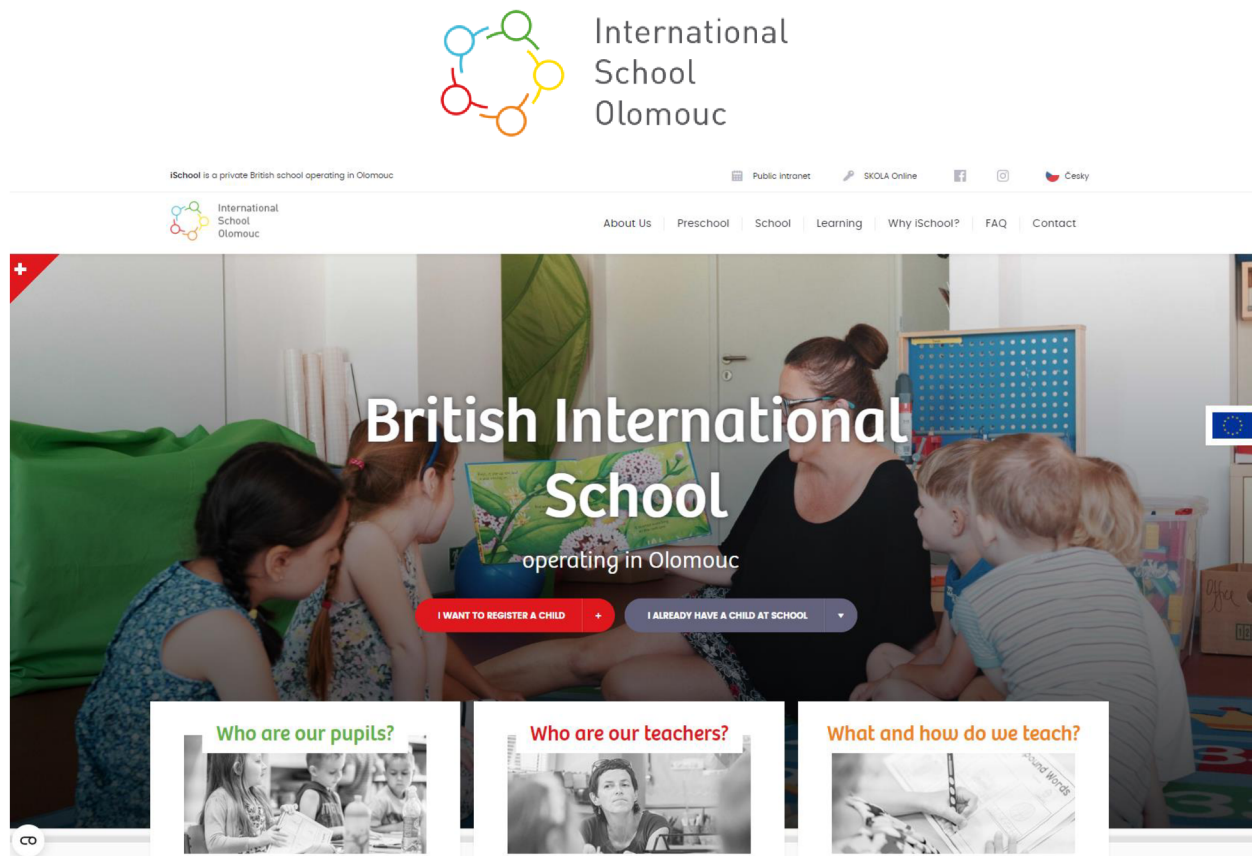 International
School
Olomouc
iSchool is a private British school operating in Olomouc
Public intranet
SKOLA Online
Česky
International
School
Olomouc
About Us
Preschool
School
Learning
Why iSchool?
FAQ
Contact
British International
School
operating in Olomouc
I WANT TO REGISTER A CHILD
I ALREADY HAVE A CHILD AT SCHOOL
Office
Who are our pupils?
Who are our teachers?
What and how do we teach?
ound Words